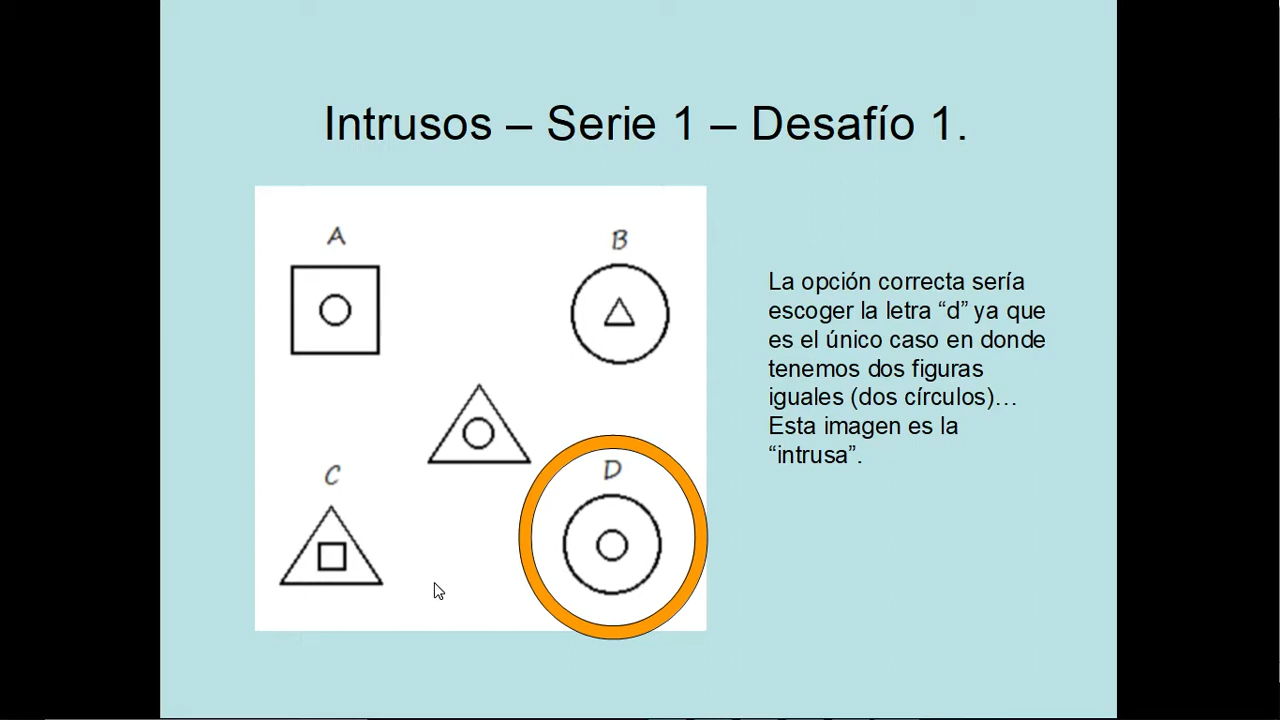 Intrusos – Serie 1 – Desafío 1.
A
B
C
D
La opción correcta sería
escoger la letra “d” ya que
es el único caso en donde
tenemos dos figuras
iguales (dos círculos)…
Esta imagen es la
“intrusa”.